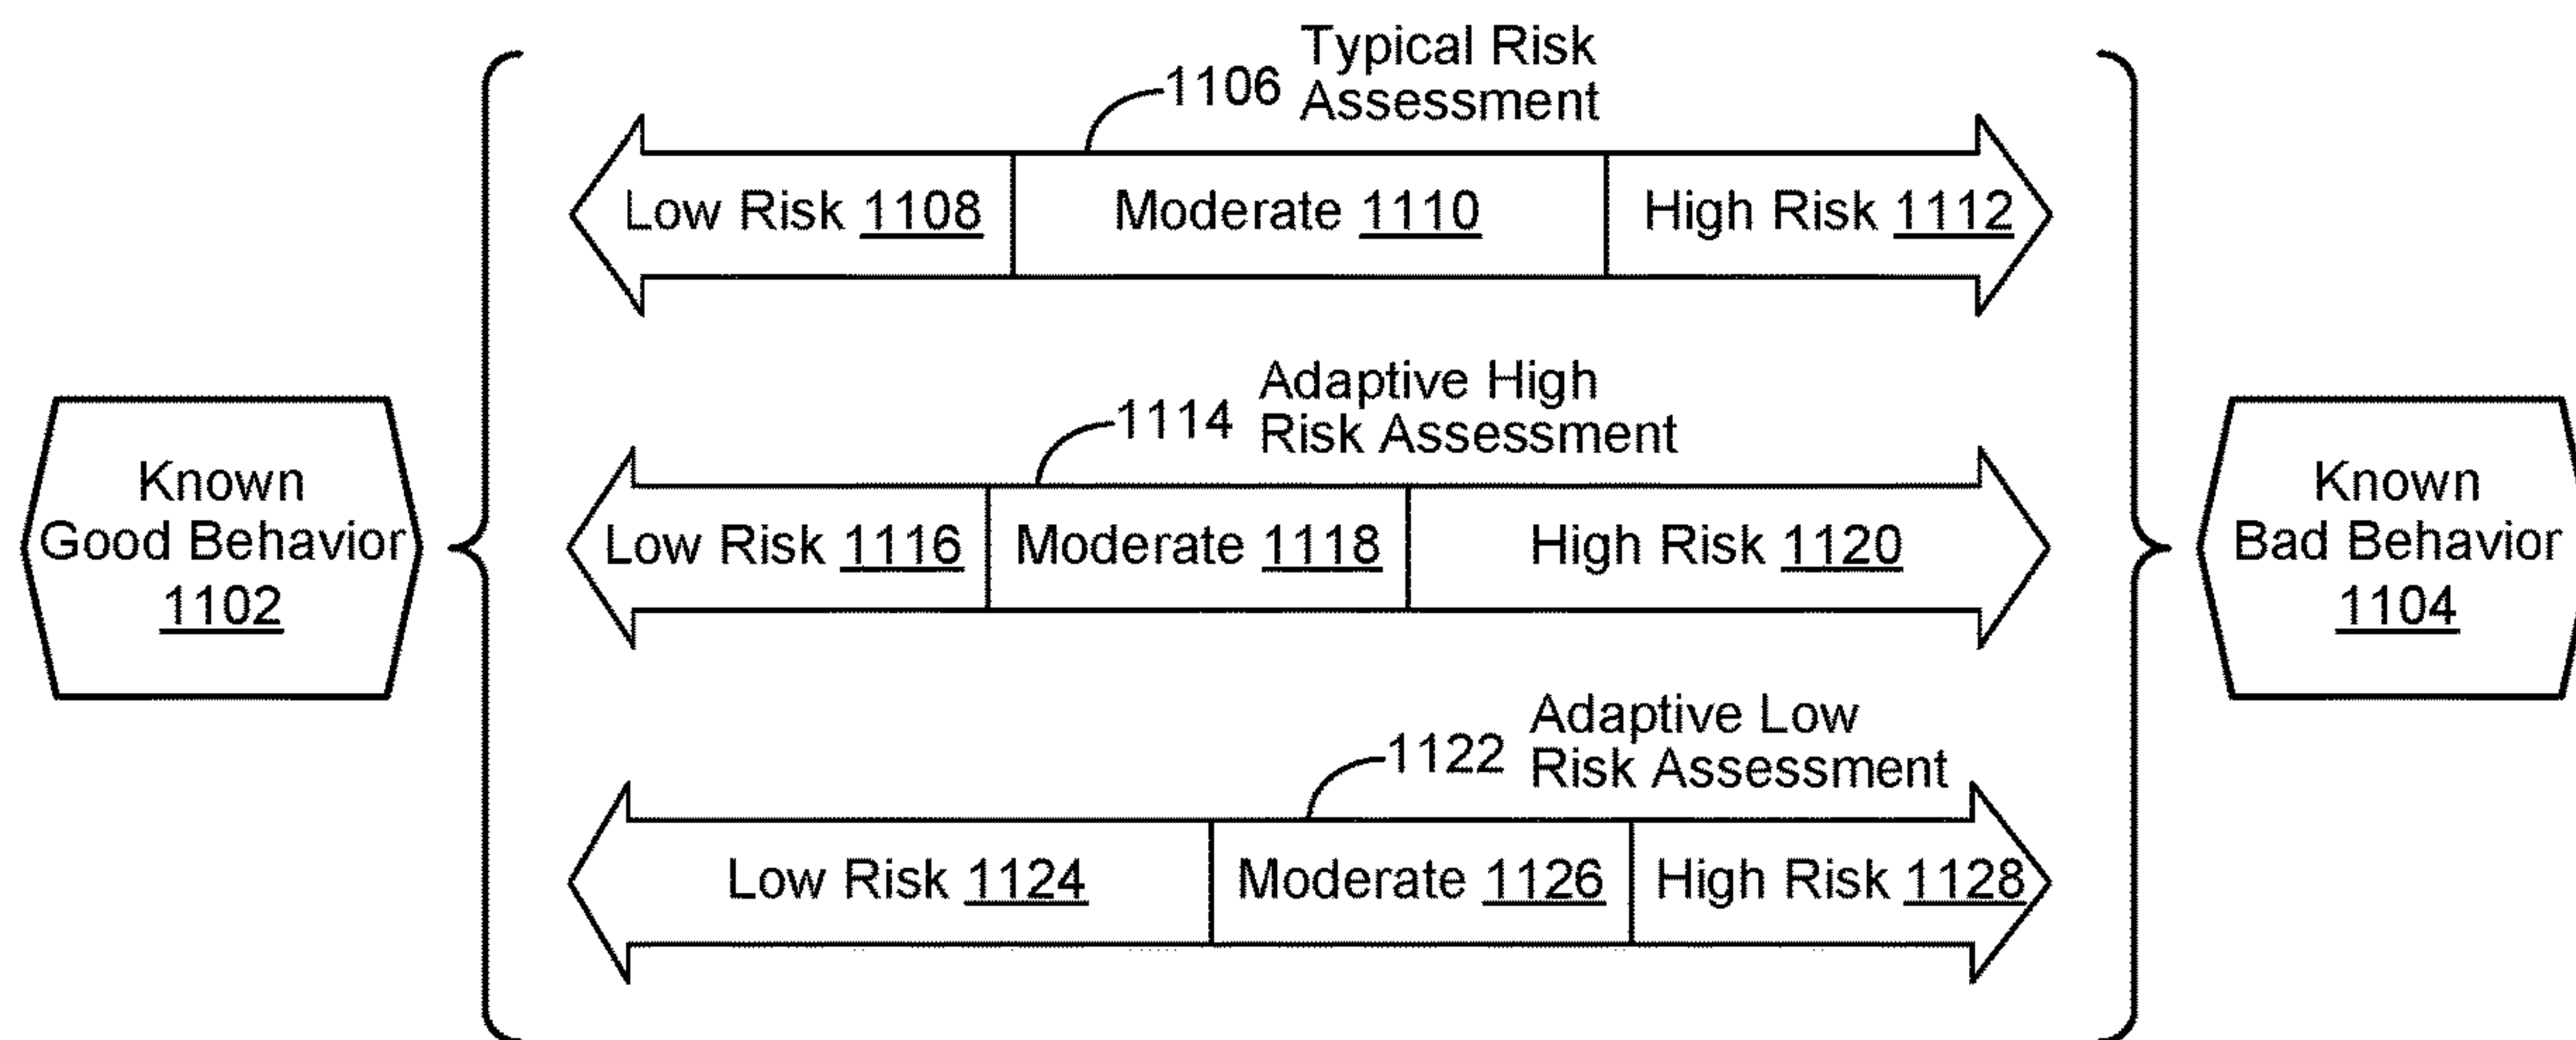 1106 Typical Risk
Assessment
Low Risk 1108 Moderate 1110 High Risk 1112
1114 Adaptive High
Risk Assessment
Known
Good Behavior
1102
Low Risk 1116 Moderate 1118 High Risk 1120
Known
Bad Behavior
1104
1122 Adaptive Low
Risk Assessment
Low Risk 1124 Moderate 1126 High Risk 1128